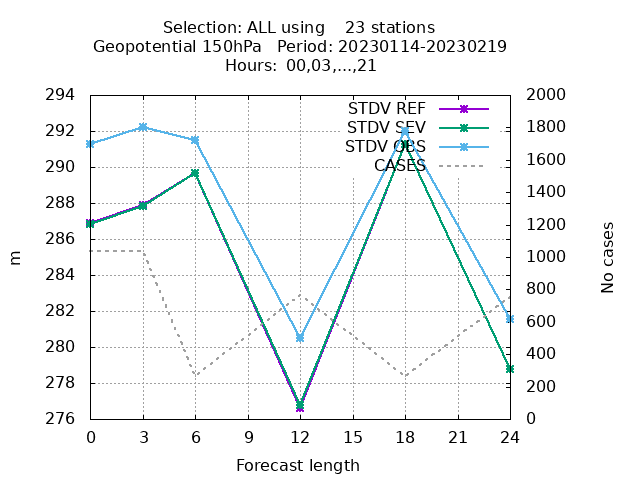 Selection: ALL using    23 stations
Geopotential 150hPa   Period: 20230114-20230219
Hours: 00,03,...,21
294
292
290
288
286
284
282
280
278
276
2000
1800
1600
1400
1200
1000
800
600
400
200
0
m
No cases
STDV REF
STDV SEV
STDV OBS
CASES
0 3 6 9 12 15 18 21 24
Forecast length